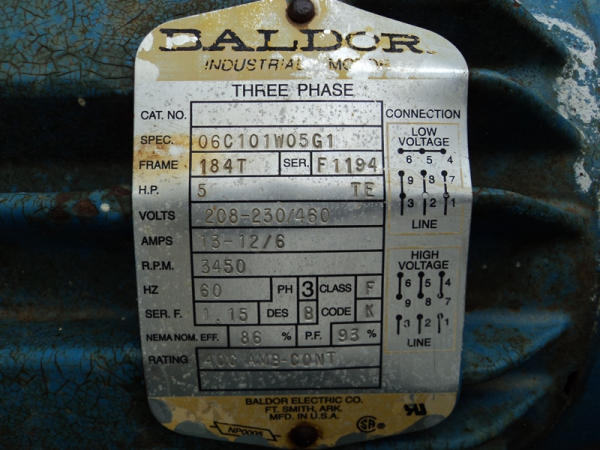 BALDOR
INDUSTRIAL MOTOR
THREE PHASE
CAT. NO.
SPEC. 06C101W05G1
FRAME 184T SER. F1194
H.P. 5 TE
VOLTS 208-230/460
AMPS 13-12/6
R.P.M. 3450
HZ 60 PH 3 CLASS F
SER. F. 1.15 DES B CODE K
NEMA NOM. EFF. 86 % P.F. 93 %
RATING 40C AMB-CONT
CONNECTION
LOW
VOLTAGE
6 5 4
9 8 7
3 2 1
LINE
HIGH
VOLTAGE
6 5 4
9 8 7
3 2 1
LINE
BALDOR ELECTRIC CO.
FT. SMITH, ARK.
MFD. IN U.S.A.
NP0005